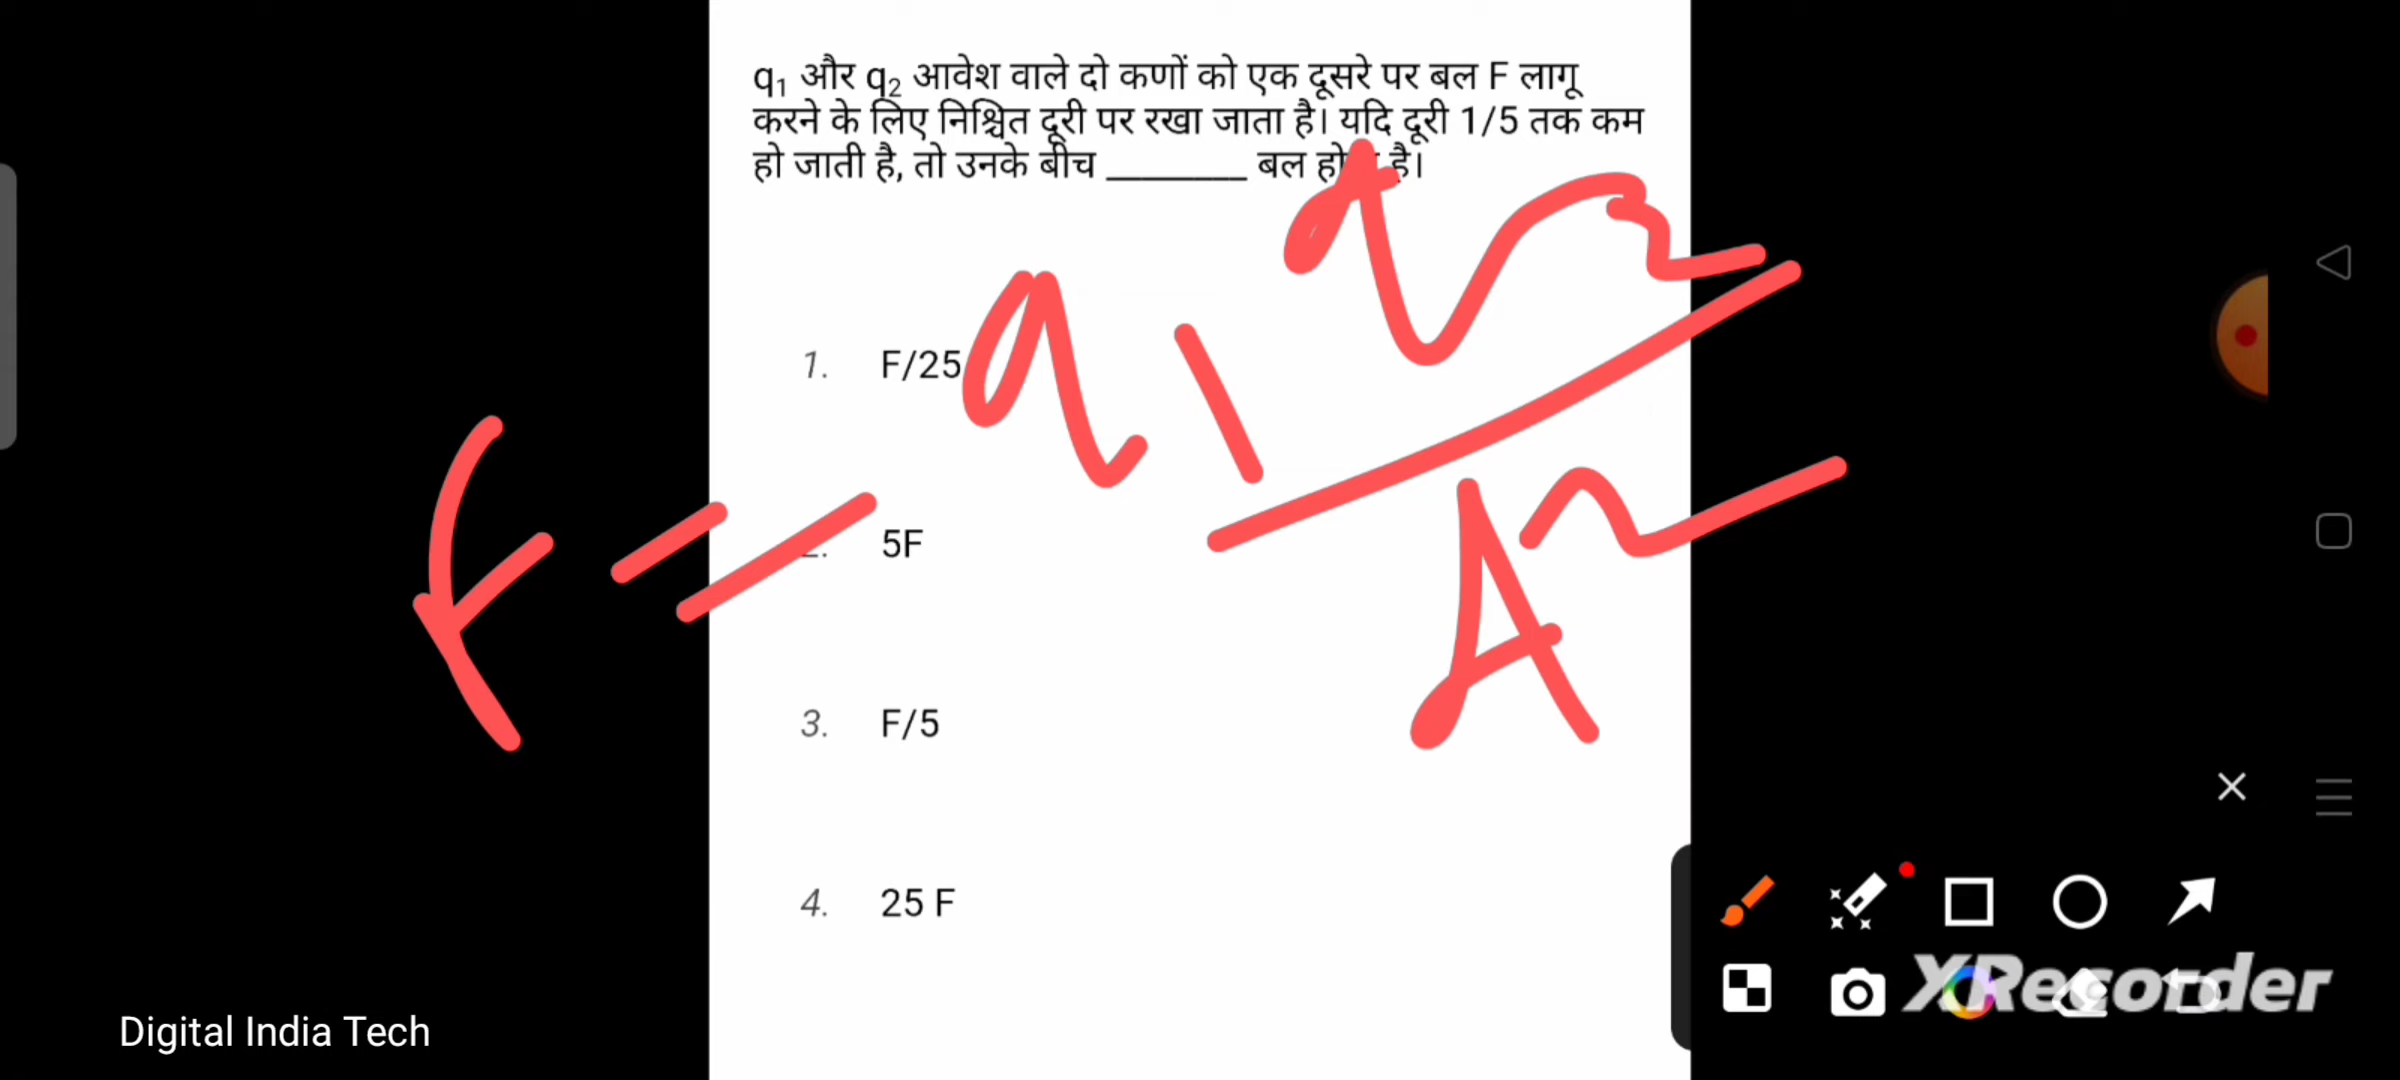 q₁ और q₂ आवेश वाले दो कणों को एक दूसरे पर बल F लागू
करने के लिए निश्चित दूरी पर रखा जाता है। यदि दूरी 1/5 तक कम
हो जाती है, तो उनके बीच ________ बल है।
1. F/25
2. 5F
3. F/5
4. 25 F
F = q₁ q₂
Digital India Tech
XRecorder